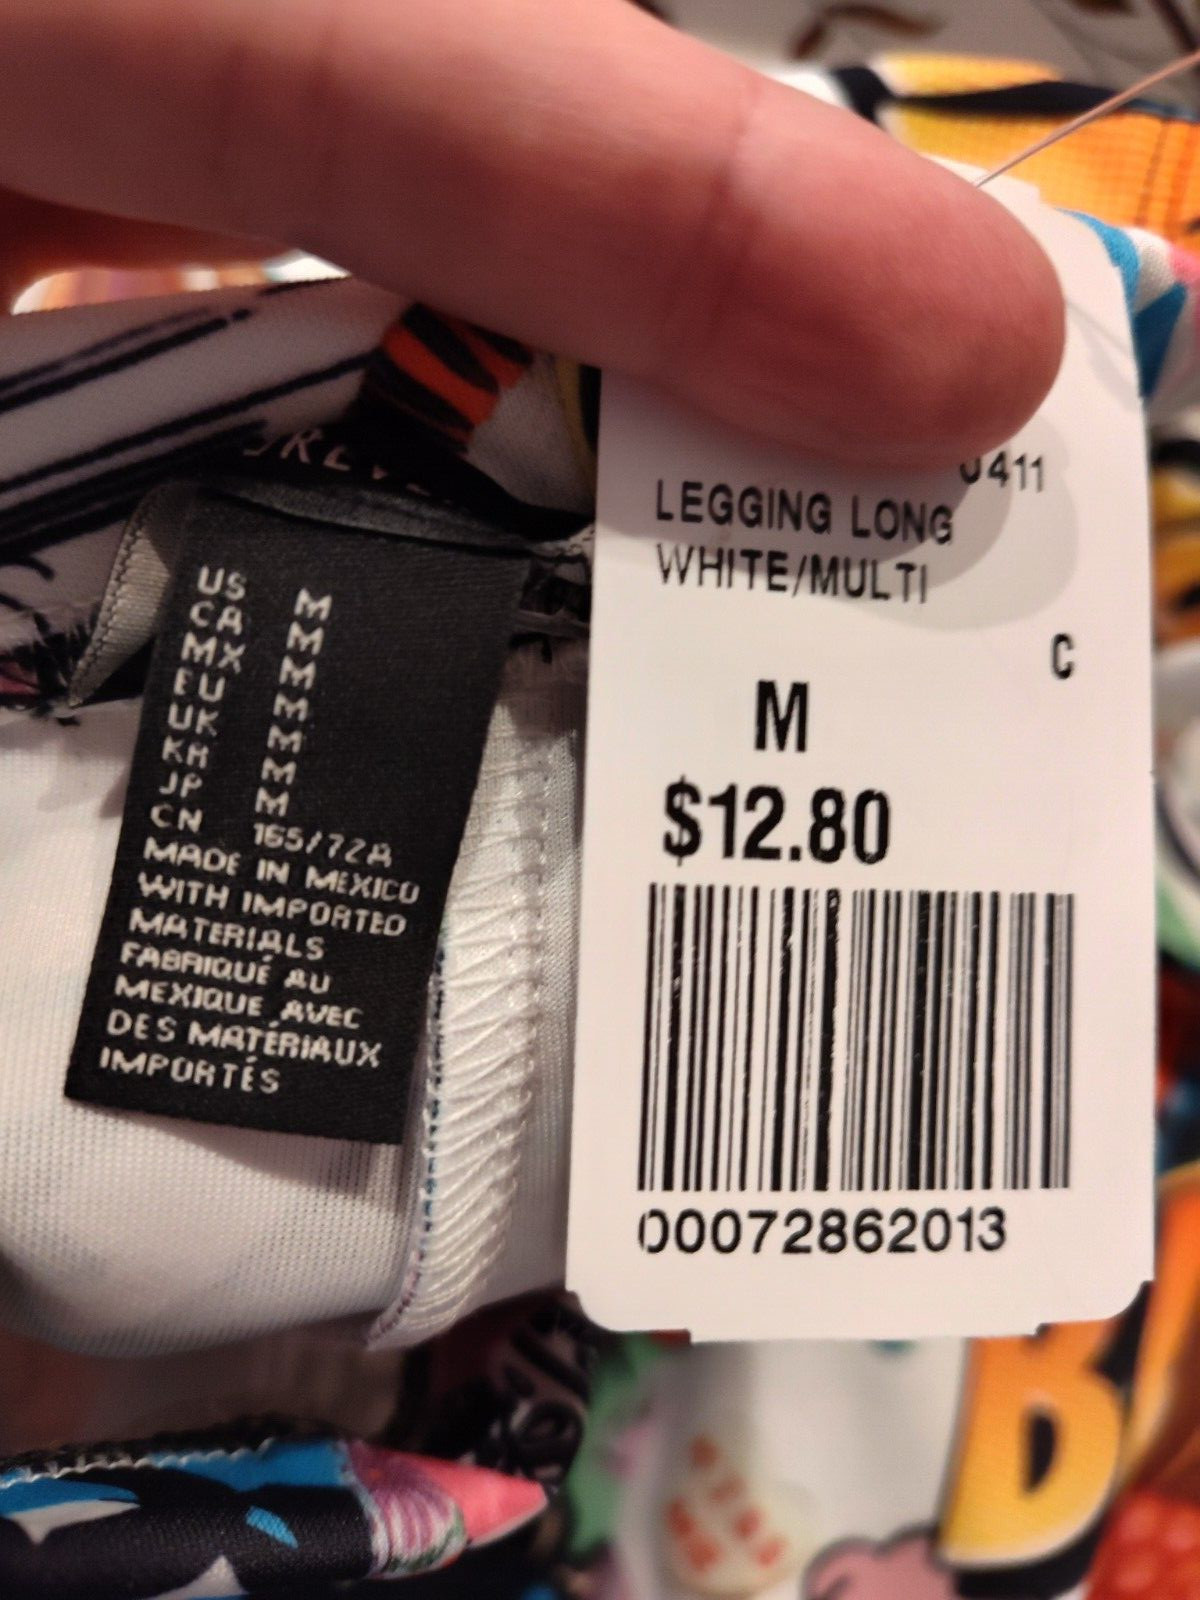 US M
CA M
MX M
EU M
UK M
KR M
JP M
CN 165/72A
MADE IN MEXICO
WITH IMPORTED
MATERIALS
FABRIQUÉ AU
MEXIQUE AVEC
DES MATÉRIAUX
IMPORTÉS
0411
LEGGING LONG
WHITE/MULTI
C
M
$12.80
00072862013
B